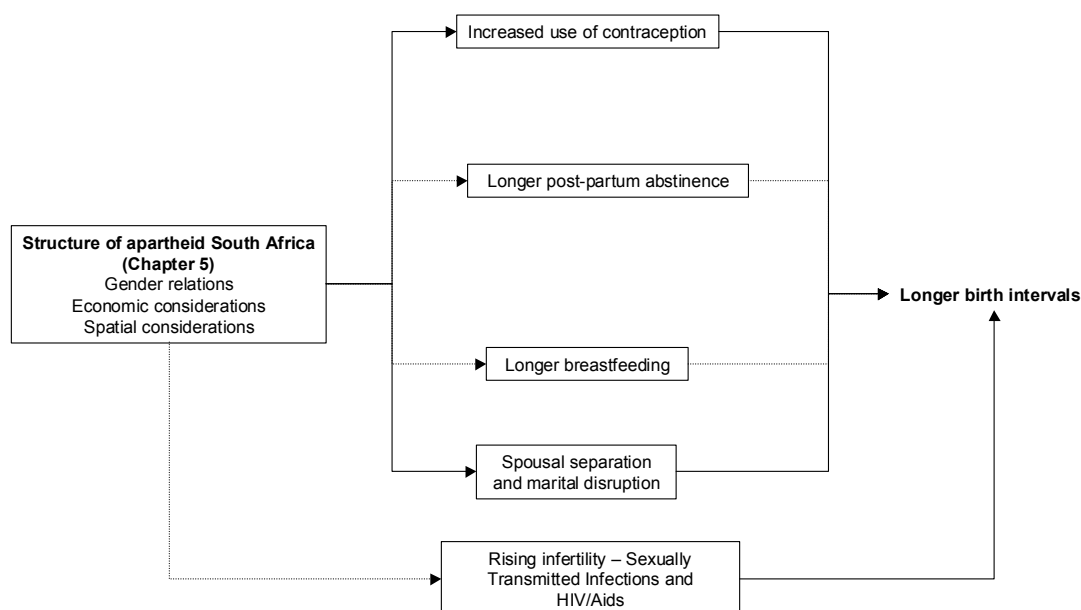 Increased use of contraception
Longer post-partum abstinence
Structure of apartheid South Africa
(Chapter 5)
Gender relations
Economic considerations
Spatial considerations
Longer birth intervals
Longer breastfeeding
Spousal separation
and marital disruption
Rising infertility – Sexually
Transmitted Infections and
HIV/Aids